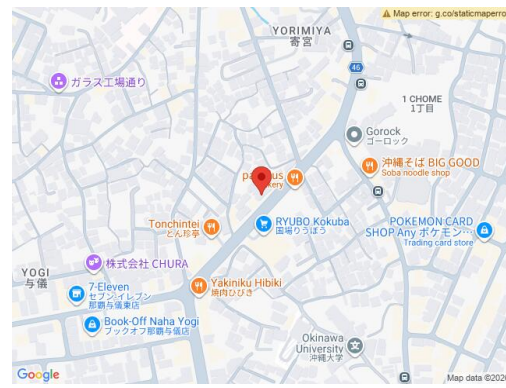 Map error: g.co/staticmaperro
YORIMIYA
寄宮
46
ガラス工場通り
1 CHOME
1丁目
Gorock
ゴーロック
沖縄そば BIG GOOD
Soba noodle shop
RYUBO Kokuba
国場りうぼう
POKEMON CARD
SHOP Any ポケモン…
Trading card store
Tonchintei
とん珍亭
YOGI
与儀
株式会社 CHURA
7-Eleven
セブン-イレブン
那覇与儀東店
Yakiniku Hibiki
焼肉ひびき
Book-Off Naha Yogi
ブックオフ那覇与儀店
Okinawa
University
沖縄大学
Google
Map data ©202